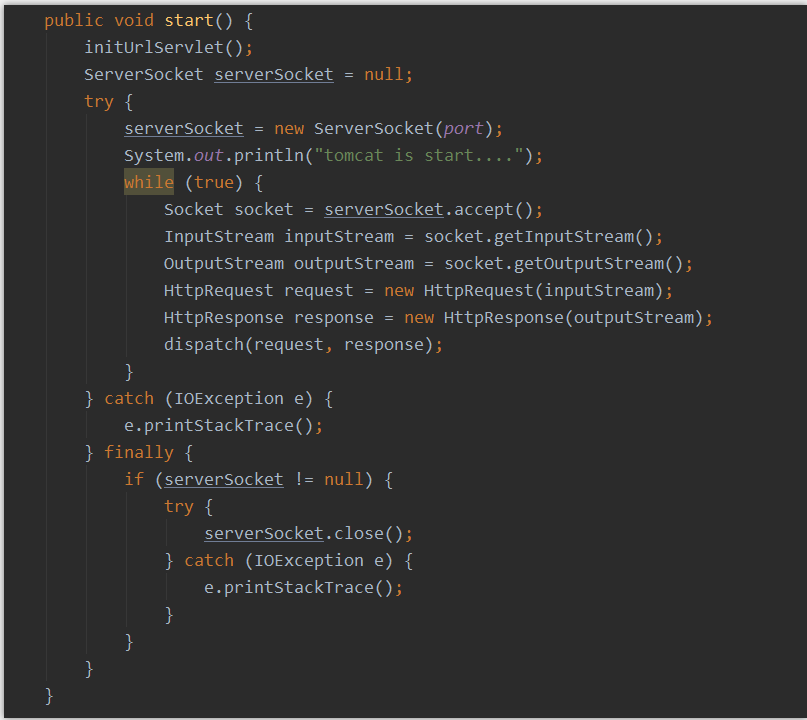 public void start() {
    initUrlServlet();
    ServerSocket serverSocket = null;
    try {
        serverSocket = new ServerSocket(port);
        System.out.println("tomcat is start....");
        while (true) {
            Socket socket = serverSocket.accept();
            InputStream inputStream = socket.getInputStream();
            OutputStream outputStream = socket.getOutputStream();
            HttpRequest request = new HttpRequest(inputStream);
            HttpResponse response = new HttpResponse(outputStream);
            dispatch(request, response);
        }
    } catch (IOException e) {
        e.printStackTrace();
    } finally {
        if (serverSocket != null) {
            try {
                serverSocket.close();
            } catch (IOException e) {
                e.printStackTrace();
            }
        }
    }
}